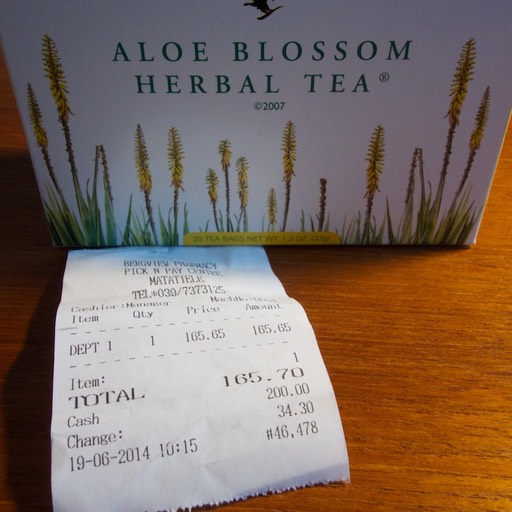 ALOE BLOSSOM
HERBAL TEA®
©2007
25 TEA BAGS NET WT. 1.3 OZ. (37g)
BERGVIEW PHARMACY
PICK N PAY CENTRE
MATATIELE
TEL*039/7373125
Cashier :Manager
Item Qty Price Amount
DEPT 1 1 165.65 165.65
Item: 1
TOTAL 165.70
Cash 200.00
Change: 34.30
19-06-2014 10:15 #46,478